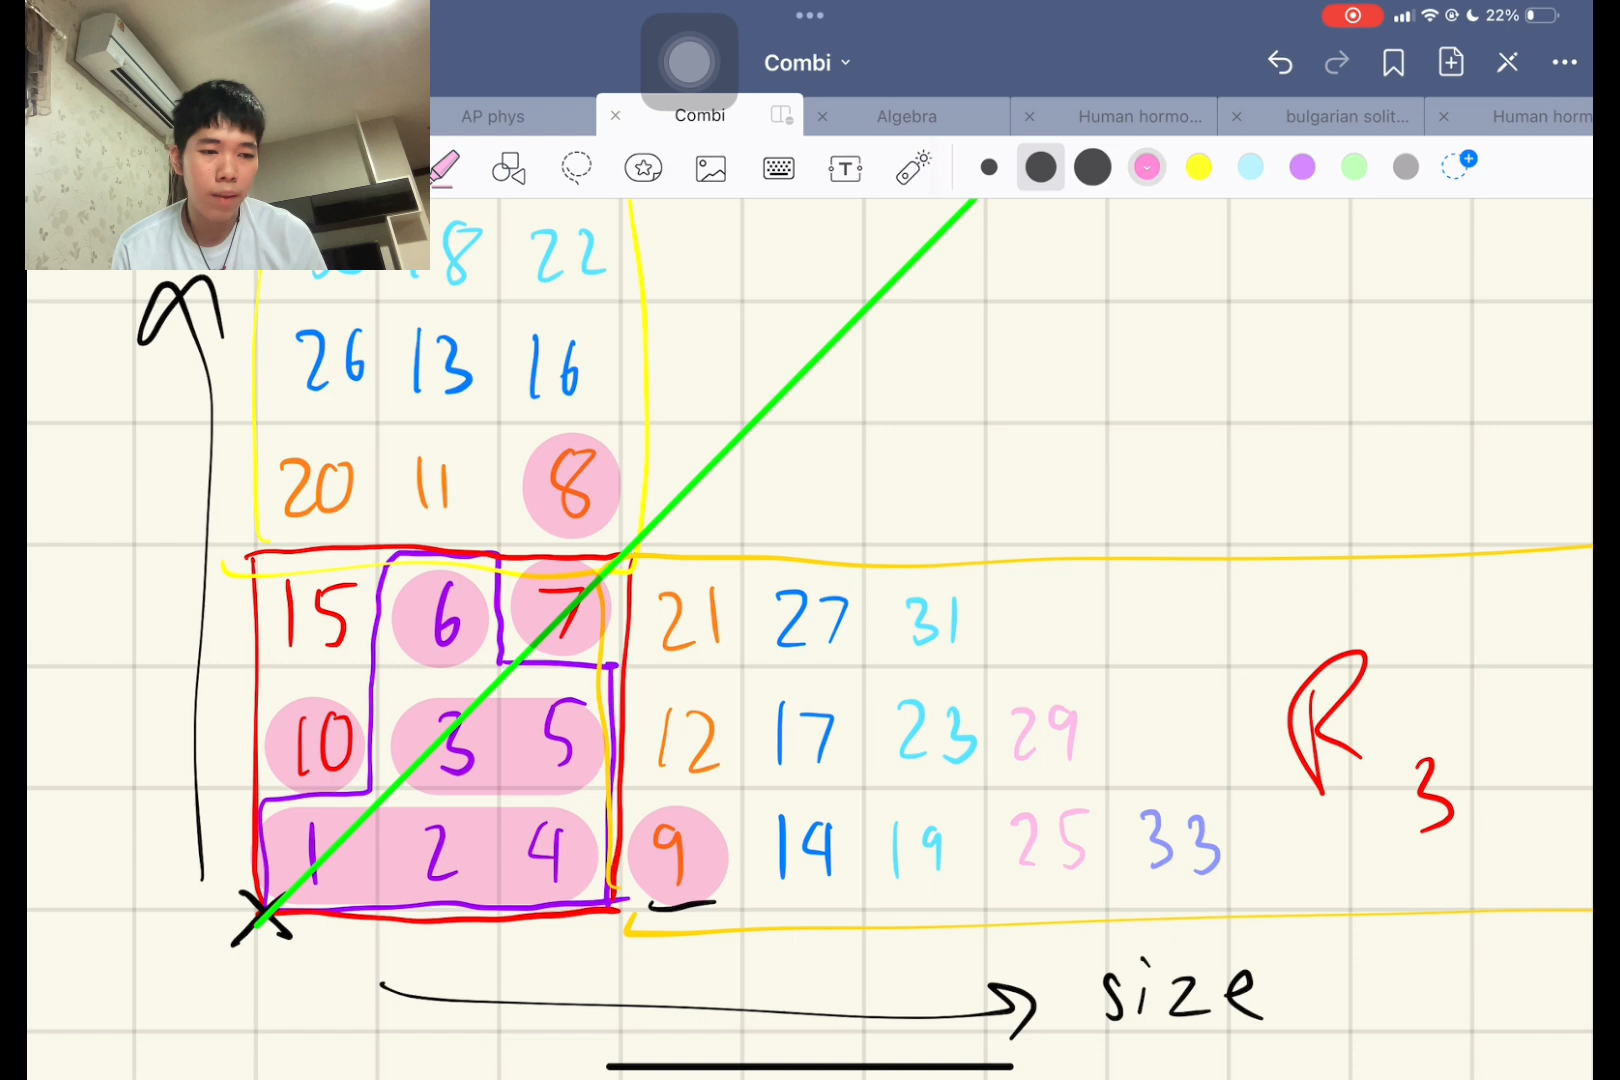 22%
Combi
AP phys
Combi
Algebra
Human hormo...
bulgarian solit...
Human horm
T
18 22
26 13 16
20 11 8
15 6 7 21 27 31
10 3 5 12 17 23 29
1 2 4 9 14 19 25 33
R 3
size